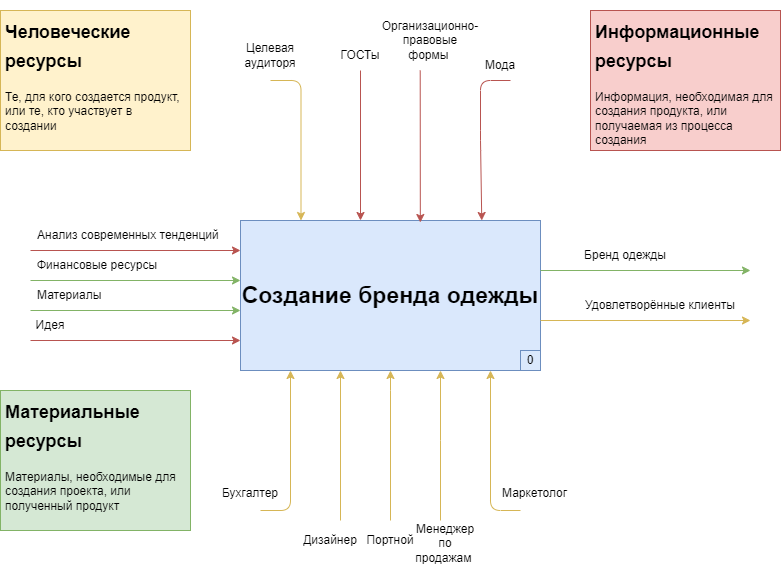 Человеческие
ресурсы
Те, для кого создается продукт,
или те, кто участвует в
создании
Целевая
аудиторя
ГОСТы
Организационно-
правовые
формы
Мода
Информационные
ресурсы
Информация, необходимая для
создания продукта, или
получаемая из процесса
создания
Анализ современных тенденций
Финансовые ресурсы
Материалы
Идея
Создание бренда одежды
0
Бренд одежды
Удовлетворённые клиенты
Материальные
ресурсы
Материалы, необходимые для
создания проекта, или
полученный продукт
Бухгалтер
Дизайнер
Портной
Менеджер
по
продажам
Маркетолог